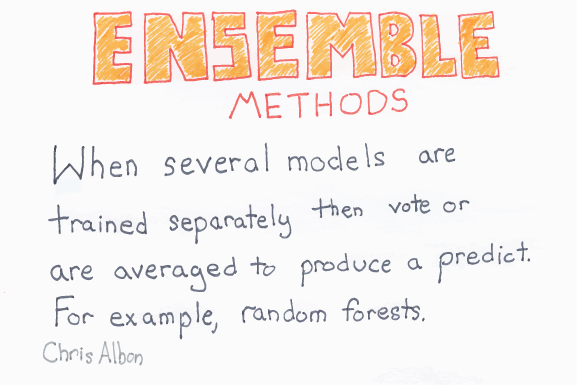 ENSEMBLE
METHODS
When several models are
trained separately then vote or
are averaged to produce a predict.
For example, random forests.
Chris Albon